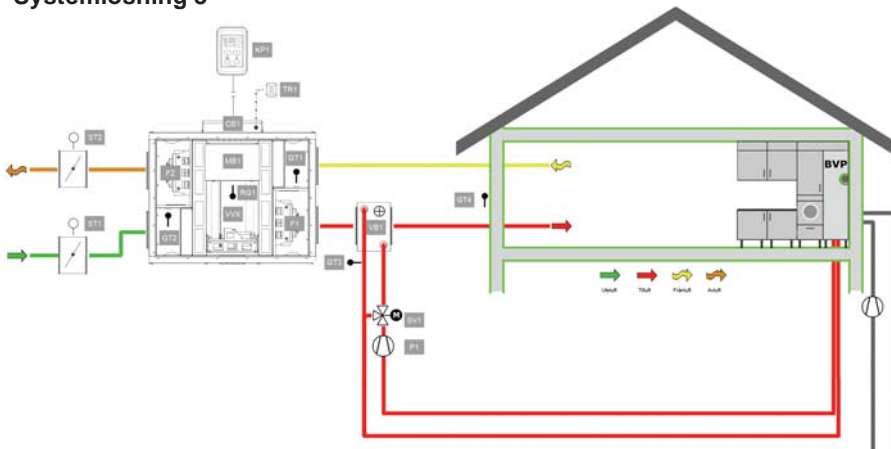 Systemlösning 3
KP1
TR1
CB1
ST2
F2
MB1
GT1
BVP
RG1
GT4
VVX
F1
ST1
GT2
VB1
GT3
Uteluft Tilluft Frånluft Avluft
M
SV1
P1